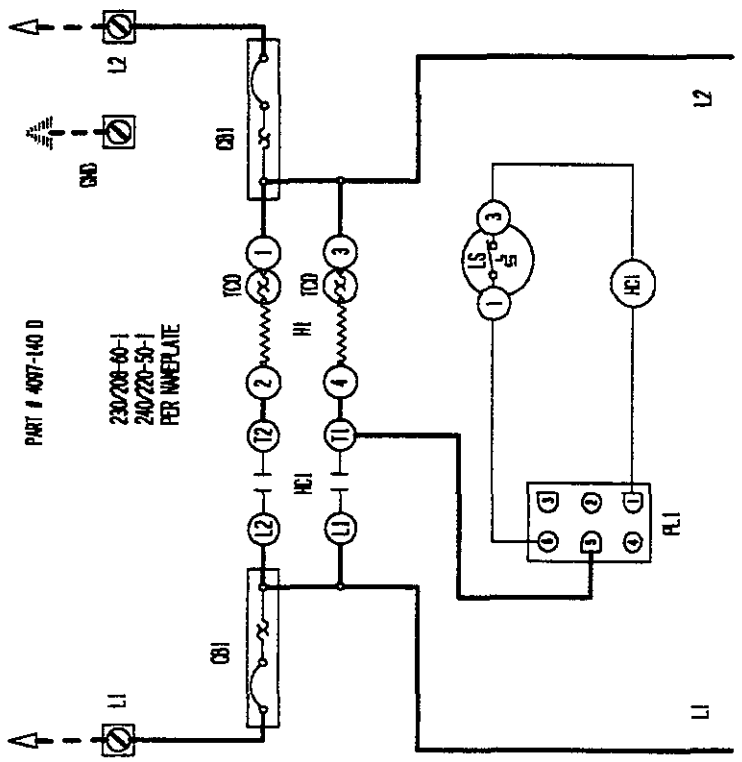 PART # 4097-140 D
230/208-60-1
240/220-50-1
PER NAMEPLATE
L1
GND
L2
CB1
CB1
L2
T2
2
TCO
1
HC1
H1
L1
T1
4
TCO
3
1
LS
3
HC1
6
3
5
2
4
1
PL1
L1
L2